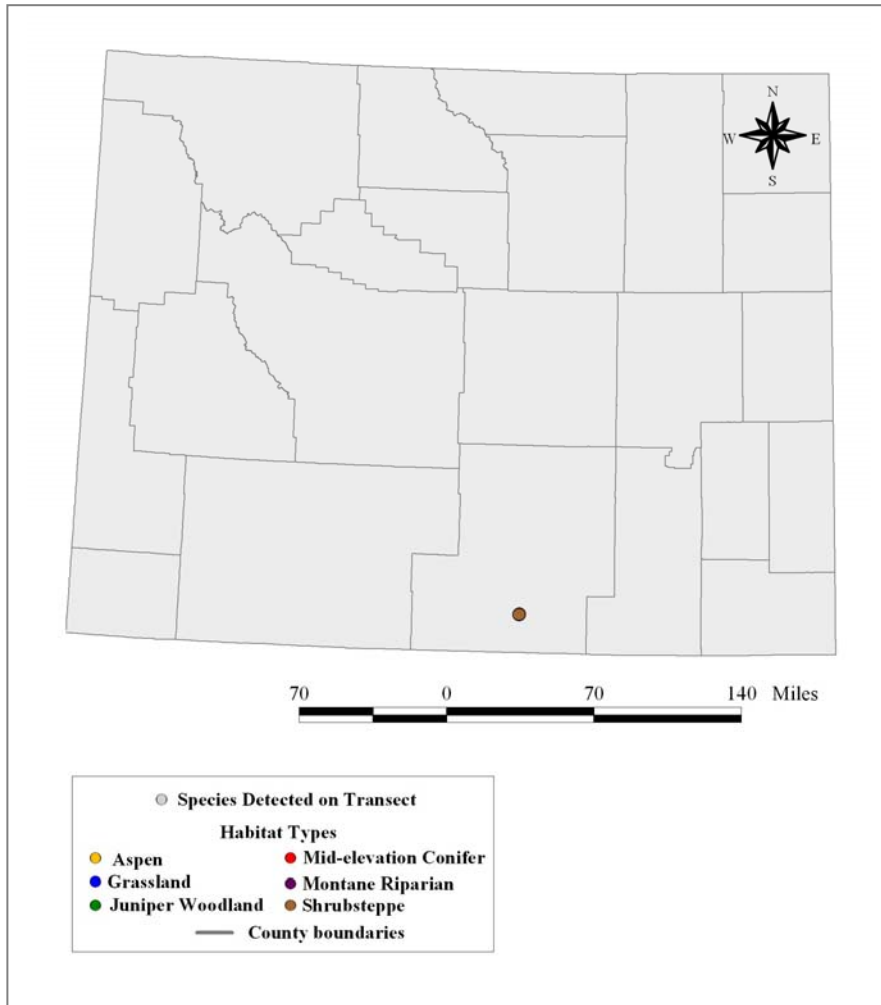 N
W E
S
70 0 70 140 Miles
Species Detected on Transect
Habitat Types
Aspen Mid-elevation Conifer
Grassland Montane Riparian
Juniper Woodland Shrubsteppe
County boundaries